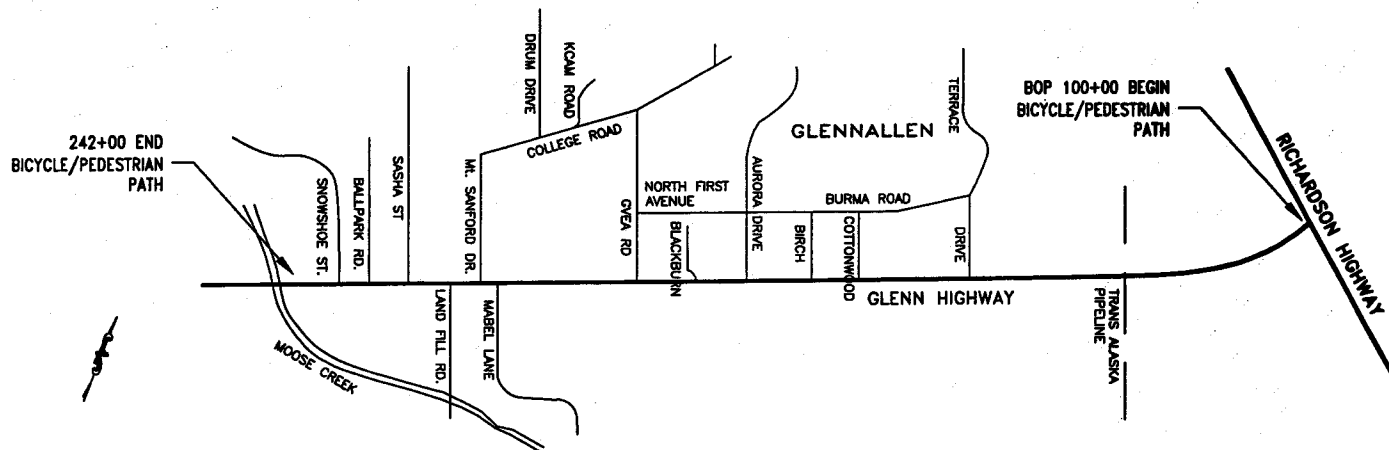 242+00 END
BICYCLE/PEDESTRIAN
PATH
SNOWSHOE ST.
BALLPARK RD.
SASHA ST
DRUM DRIVE
KCAM ROAD
COLLEGE ROAD
Mt. SANFORD DR.
GVEA RD
NORTH FIRST
AVENUE
BLACKBURN
AURORA DRIVE
GLENNALLEN
BURMA ROAD
BIRCH
COTTONWOOD
TERRACE
DRIVE
BOP 100+00 BEGIN
BICYCLE/PEDESTRIAN
PATH
RICHARDSON HIGHWAY
GLENN HIGHWAY
TRANS ALASKA
PIPELINE
LAND FILL RD.
MABEL LANE
MOOSE CREEK